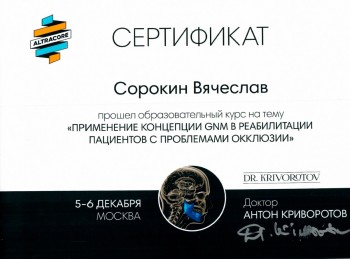 ALTRACORE
СЕРТИФИКАТ
Сорокин Вячеслав
прошел образовательный курс на тему
«ПРИМЕНЕНИЕ КОНЦЕПЦИИ GNM В РЕАБИЛИТАЦИИ
ПАЦИЕНТОВ С ПРОБЛЕМАМИ ОККЛЮЗИИ»
DR. KRIVOROTOV
5-6 ДЕКАБРЯ
МОСКВА
Доктор
АНТОН КРИВОРОТОВ